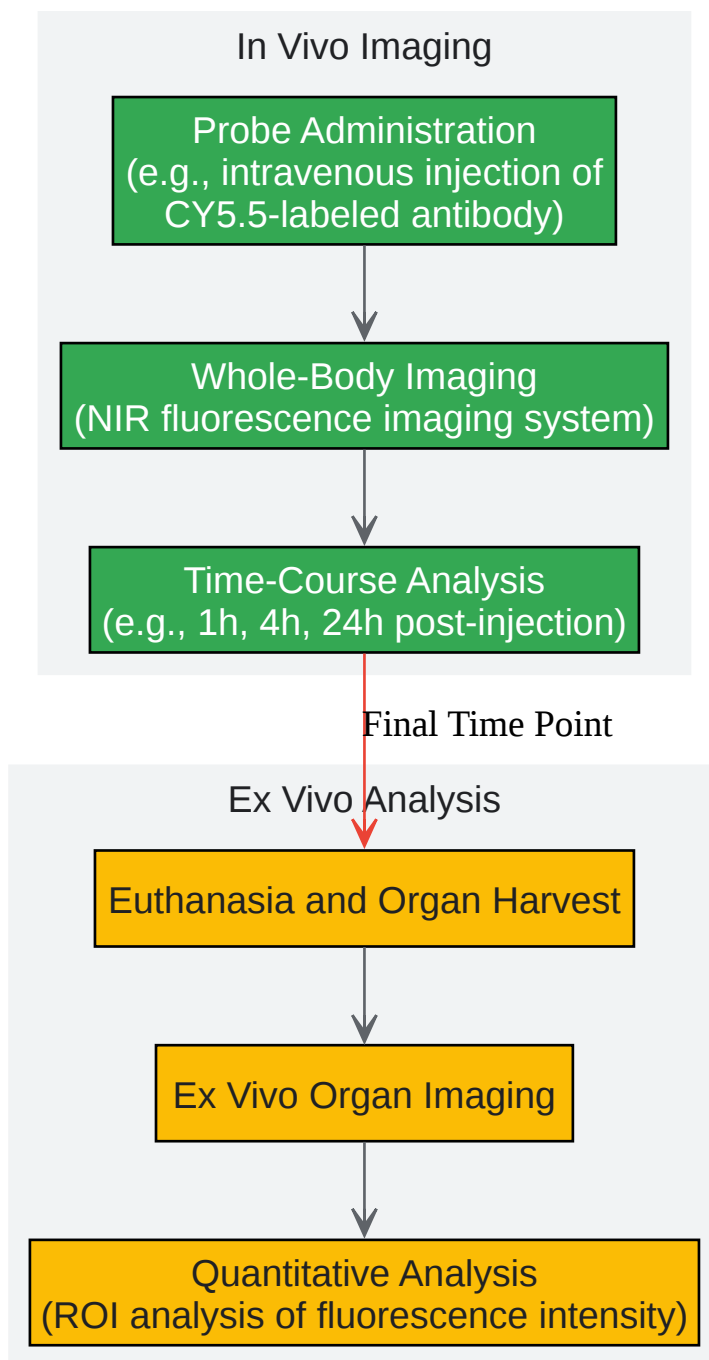 In Vivo Imaging
Probe Administration
(e.g., intravenous injection of
CY5.5-labeled antibody)
Whole-Body Imaging
(NIR fluorescence imaging system)
Time-Course Analysis
(e.g., 1h, 4h, 24h post-injection)
Final Time Point
Ex Vivo Analysis
Euthanasia and Organ Harvest
Ex Vivo Organ Imaging
Quantitative Analysis
(ROI analysis of fluorescence intensity)